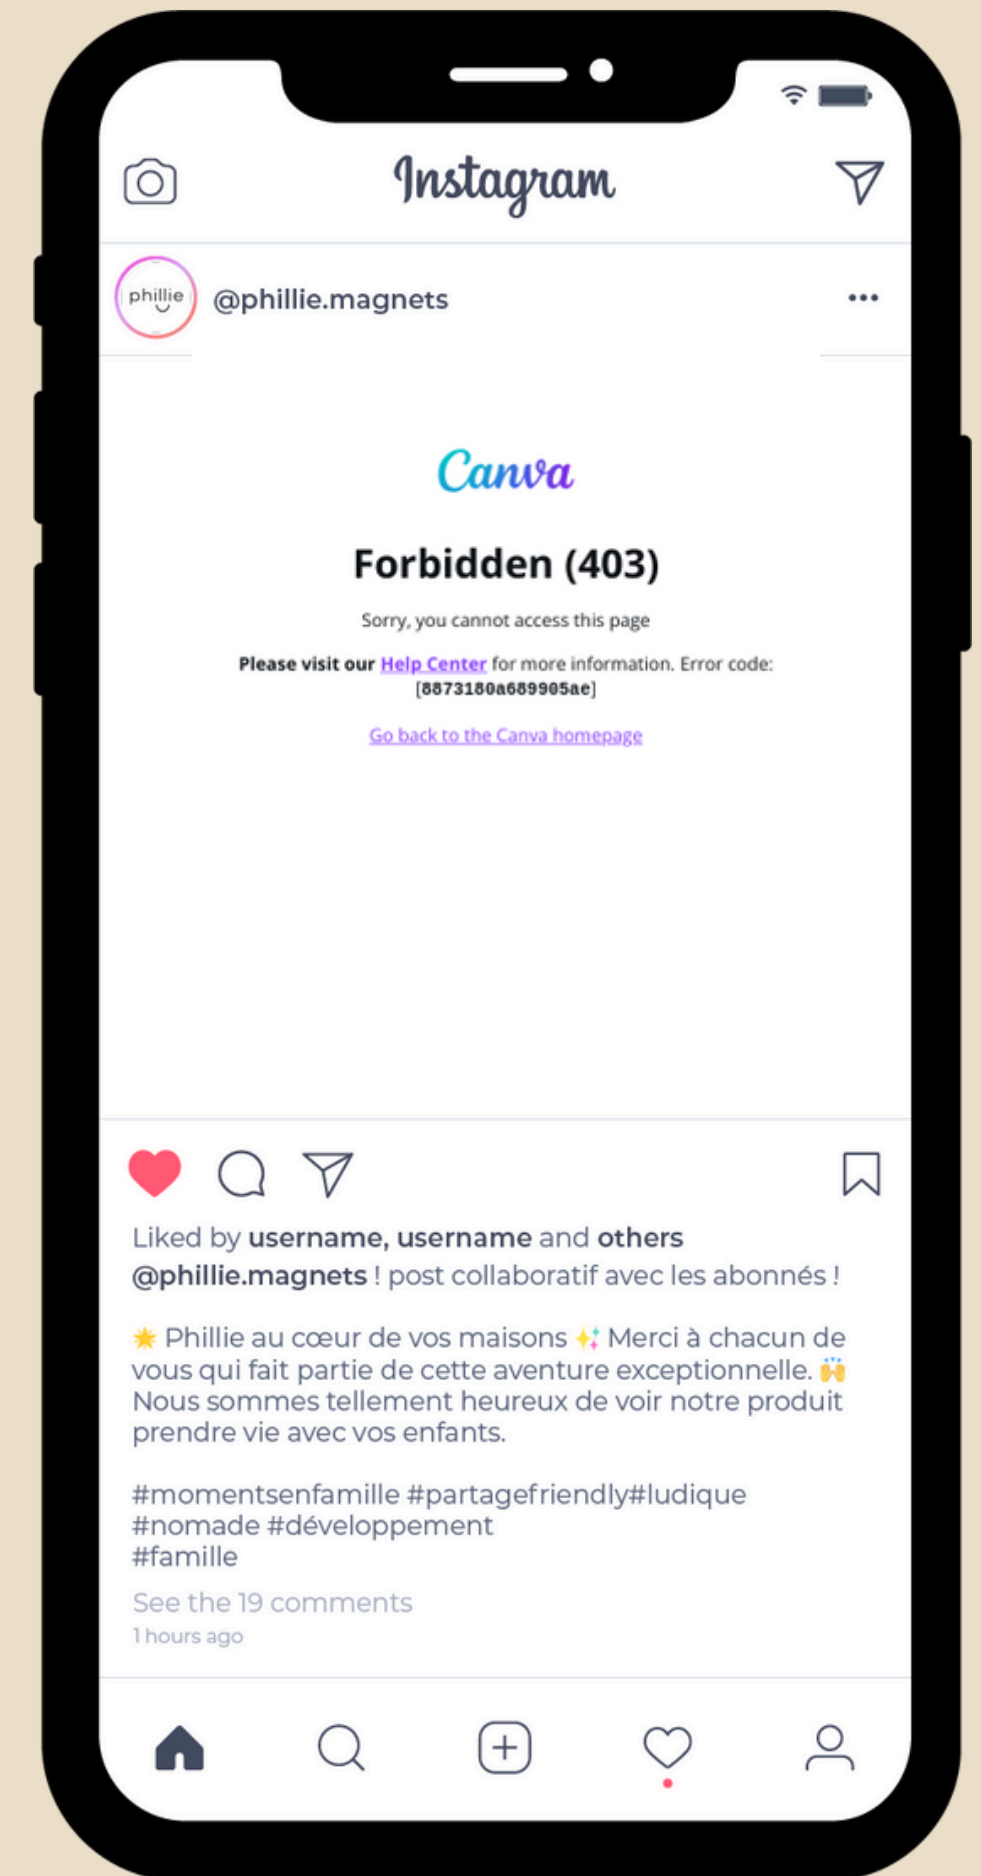 Instagram
phillie
@phillie.magnets
Canva
Forbidden (403)
Sorry, you cannot access this page
Please visit our Help Center for more information. Error code:
[8873180a689905ae]
Go back to the Canva homepage
Liked by username, username and others
@phillie.magnets ! post collaboratif avec les abonnés !
🌟 Phillie au cœur de vos maisons ✨ Merci à chacun de
vous qui fait partie de cette aventure exceptionnelle. 🙌
Nous sommes tellement heureux de voir notre produit
prendre vie avec vos enfants.
#momentsenfamille #partagefriendly#ludique
#nomade #développement
#famille
See the 19 comments
1 hours ago